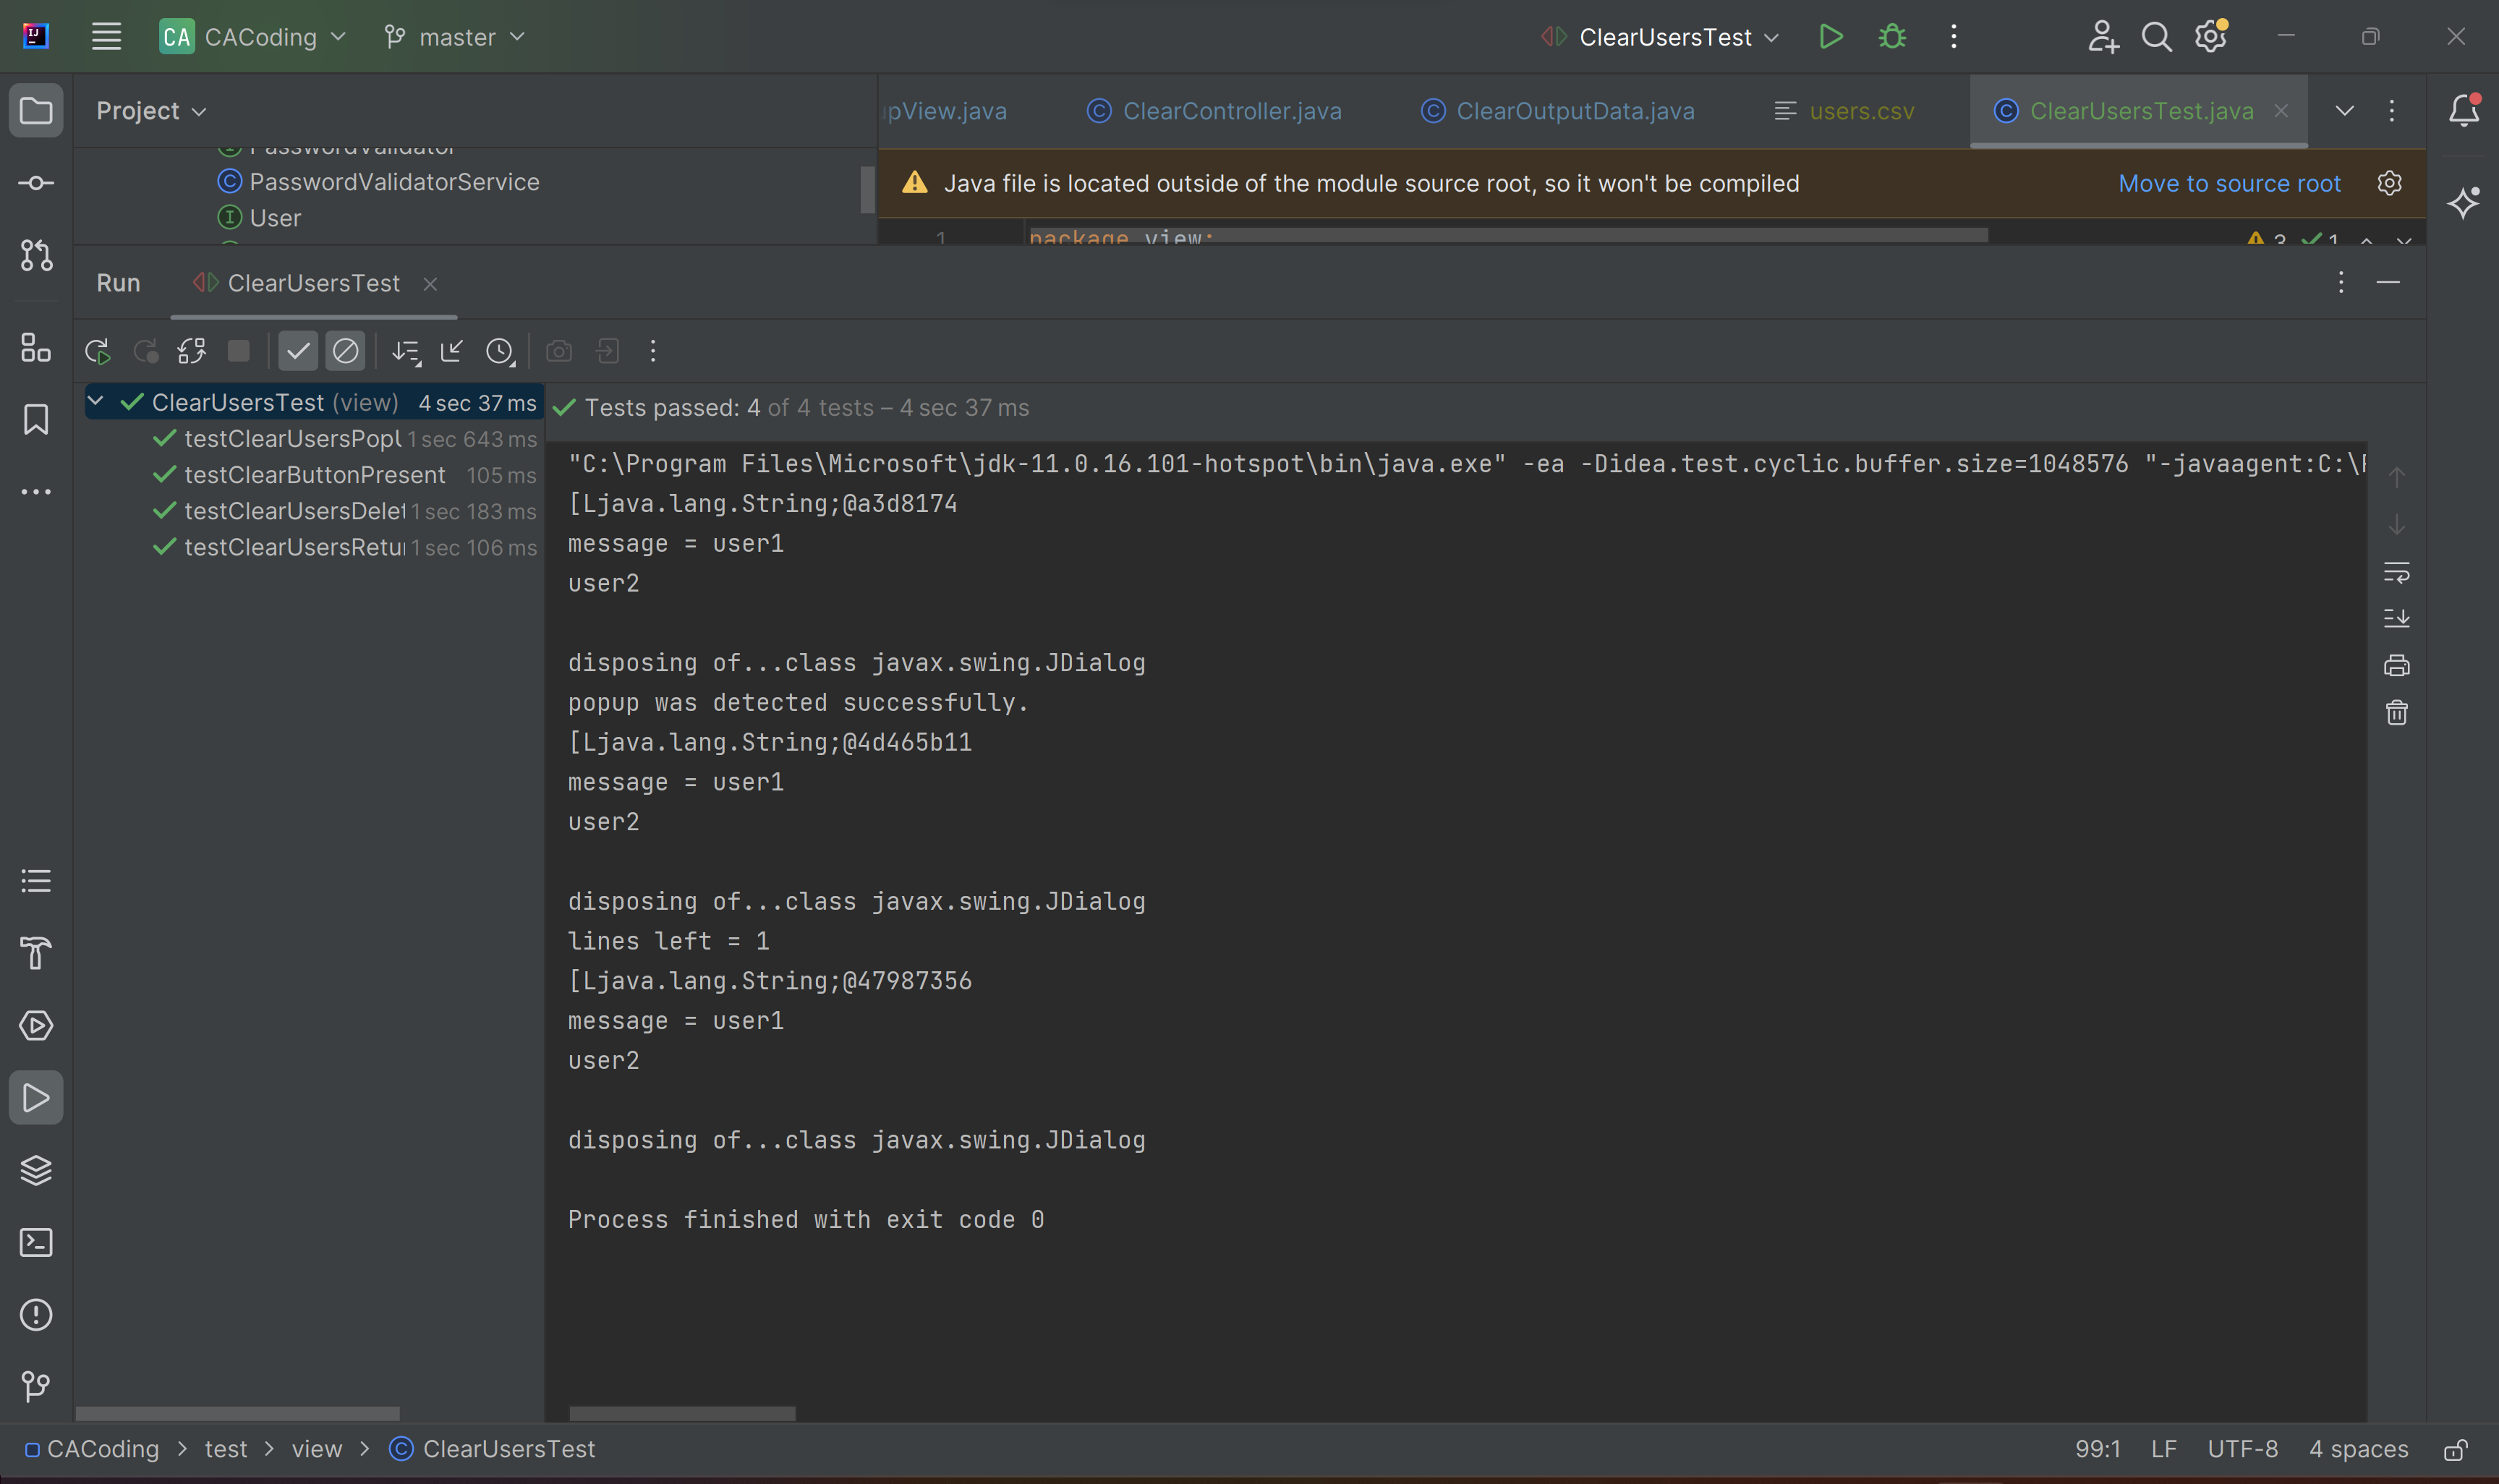 CA CACoding master ClearUsersTest
Project
pView.java ClearController.java ClearOutputData.java users.csv ClearUsersTest.java
PasswordValidator
PasswordValidatorService
User
Java file is located outside of the module source root, so it won't be compiled Move to source root
1 package view; 3 1
Run ClearUsersTest
ClearUsersTest (view) 4 sec 37 ms
testClearUsersPopu 1 sec 643 ms
testClearButtonPresent 105 ms
testClearUsersDelet 1 sec 183 ms
testClearUsersRetur 1 sec 106 ms
Tests passed: 4 of 4 tests – 4 sec 37 ms
"C:\Program Files\Microsoft\jdk-11.0.16.101-hotspot\bin\java.exe" -ea -Didea.test.cyclic.buffer.size=1048576 "-javaagent:C:\
[Ljava.lang.String;@a3d8174
message = user1
user2
disposing of...class javax.swing.JDialog
popup was detected successfully.
[Ljava.lang.String;@4d465b11
message = user1
user2
disposing of...class javax.swing.JDialog
lines left = 1
[Ljava.lang.String;@47987356
message = user1
user2
disposing of...class javax.swing.JDialog
Process finished with exit code 0
CACoding > test > view > ClearUsersTest
99:1 LF UTF-8 4 spaces